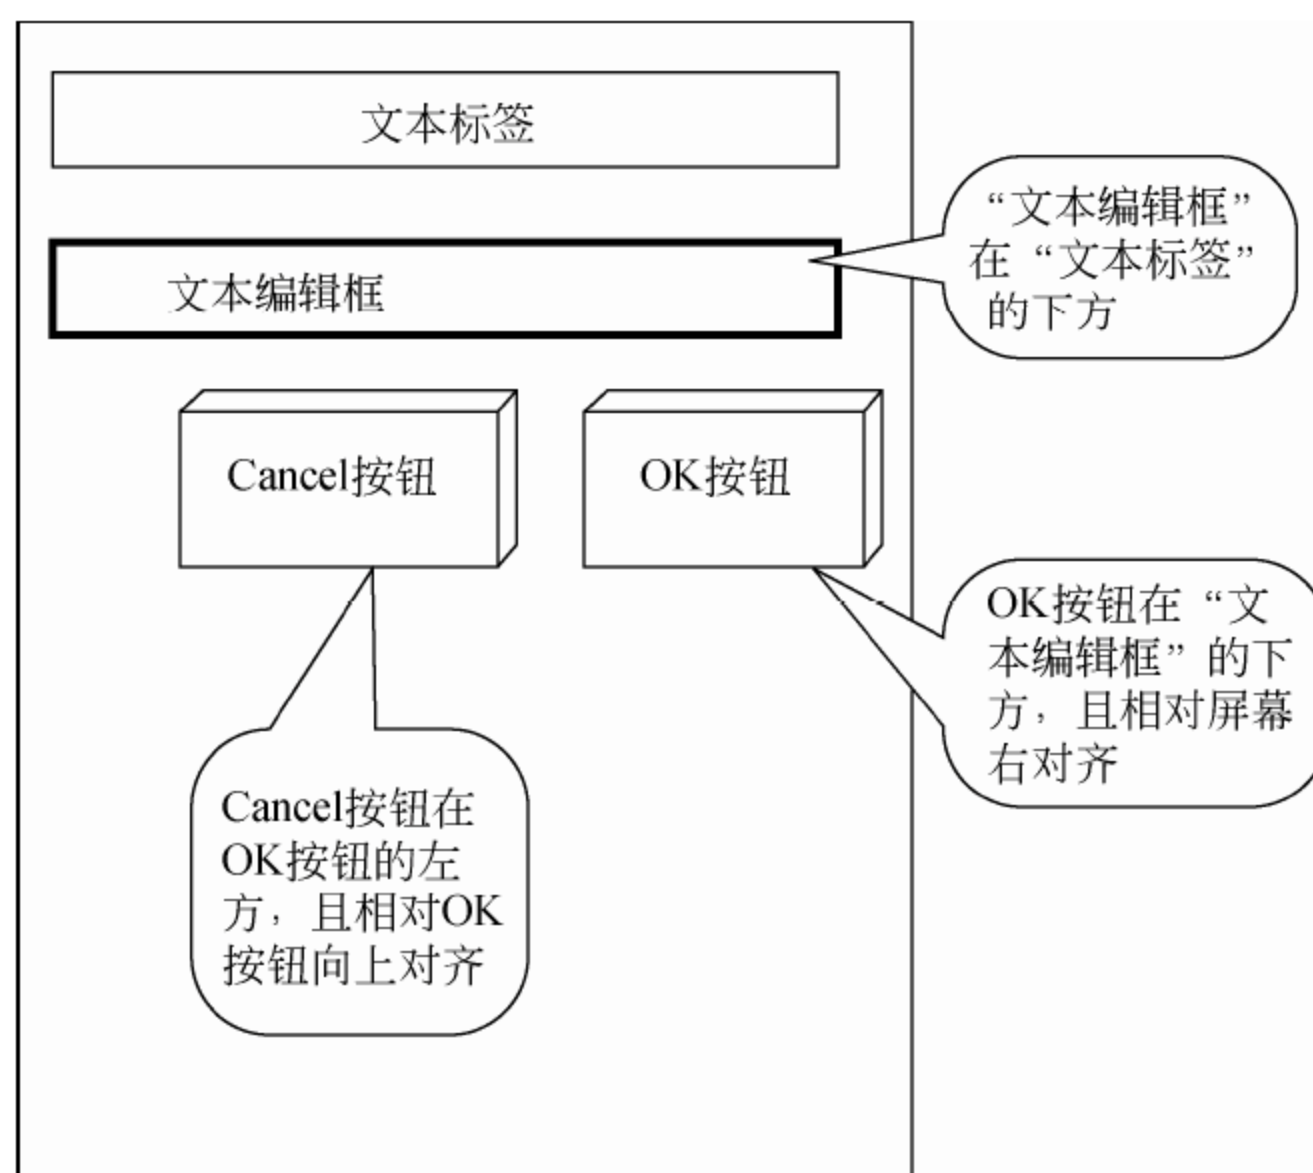 文本标签
文本编辑框
“文本编辑框”
在“文本标签”
的下方
Cancel按钮
OK按钮
OK按钮在“文
本编辑框”的下
方，且相对屏幕
右对齐
Cancel按钮在
OK按钮的左
方，且相对OK
按钮向上对齐